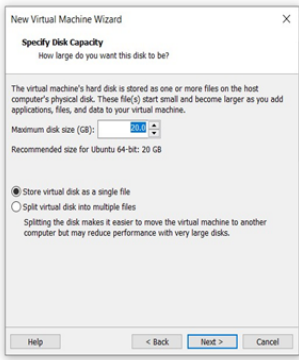 New Virtual Machine Wizard
Specify Disk Capacity
How large do you want this disk to be?
The virtual machine's hard disk is stored as one or more files on the host
computer's physical disk. These file(s) start small and become larger as you add
applications, files, and data to your virtual machine.
Maximum disk size (GB): 20.0
Recommended size for Ubuntu 64-bit: 20 GB
Store virtual disk as a single file
Split virtual disk into multiple files
Splitting the disk makes it easier to move the virtual machine to another
computer but may reduce performance with very large disks.
Help < Back Next > Cancel